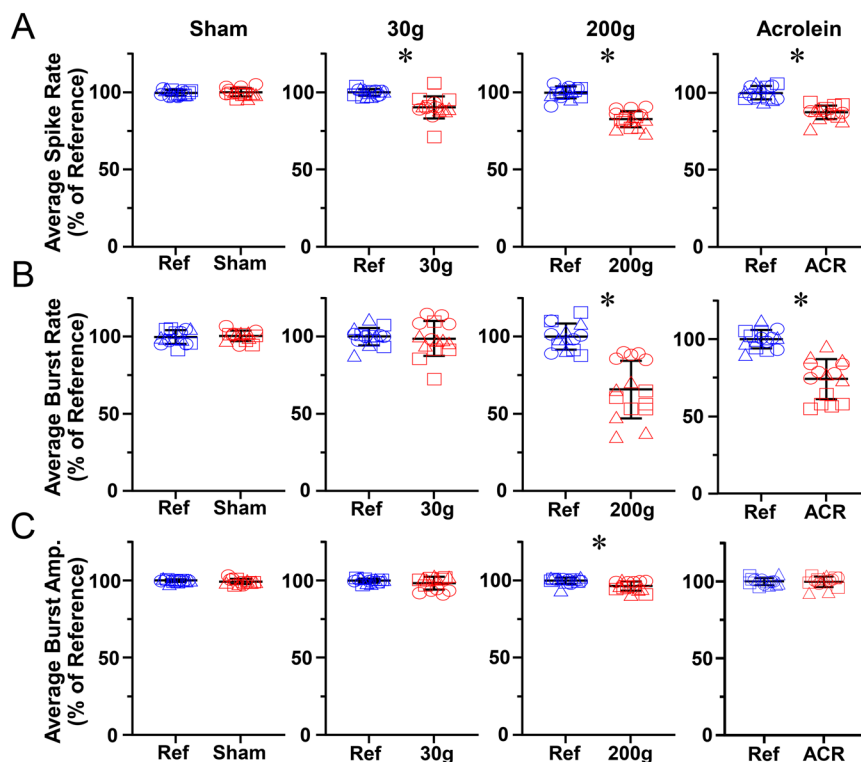 A
Sham 30g 200g Acrolein
* * *
Average Spike Rate
(% of Reference)
100 100 100 100
50 50 50 50
0 0 0 0
Ref Sham Ref 30g Ref 200g Ref ACR
B
* *
Average Burst Rate
(% of Reference)
100 100 100 100
50 50 50 50
0 0 0 0
Ref Sham Ref 30g Ref 200g Ref ACR
C
*
Average Burst Amp.
(% of Reference)
100 100 100 100
50 50 50 50
0 0 0 0
Ref Sham Ref 30g Ref 200g Ref ACR